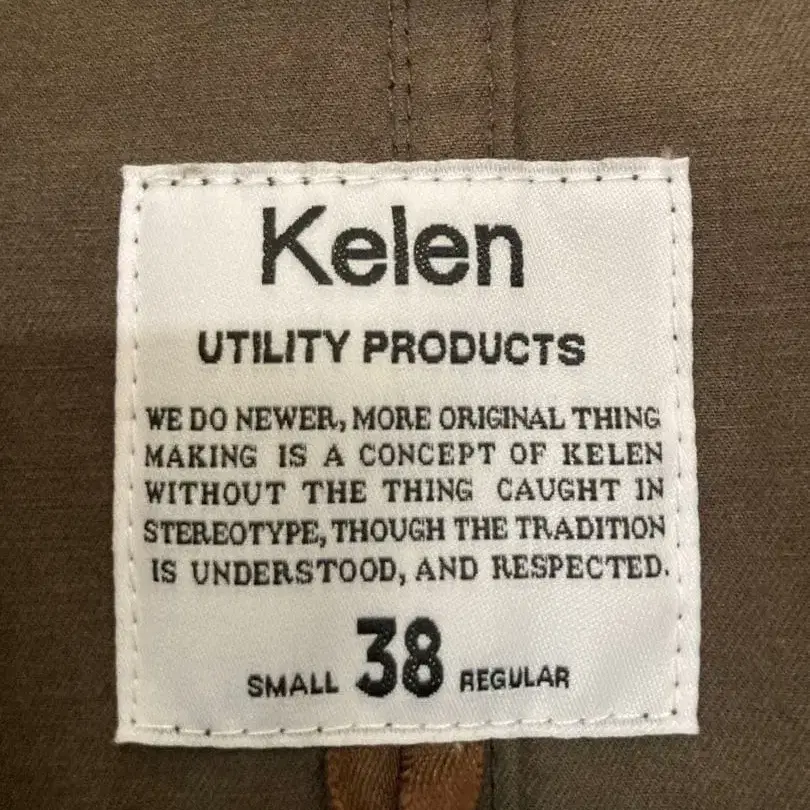 Kelen
UTILITY PRODUCTS
WE DO NEWER, MORE ORIGINAL THING
MAKING IS A CONCEPT OF KELEN
WITHOUT THE THING CAUGHT IN
STEREOTYPE, THOUGH THE TRADITION
IS UNDERSTOOD, AND RESPECTED.
SMALL 38 REGULAR